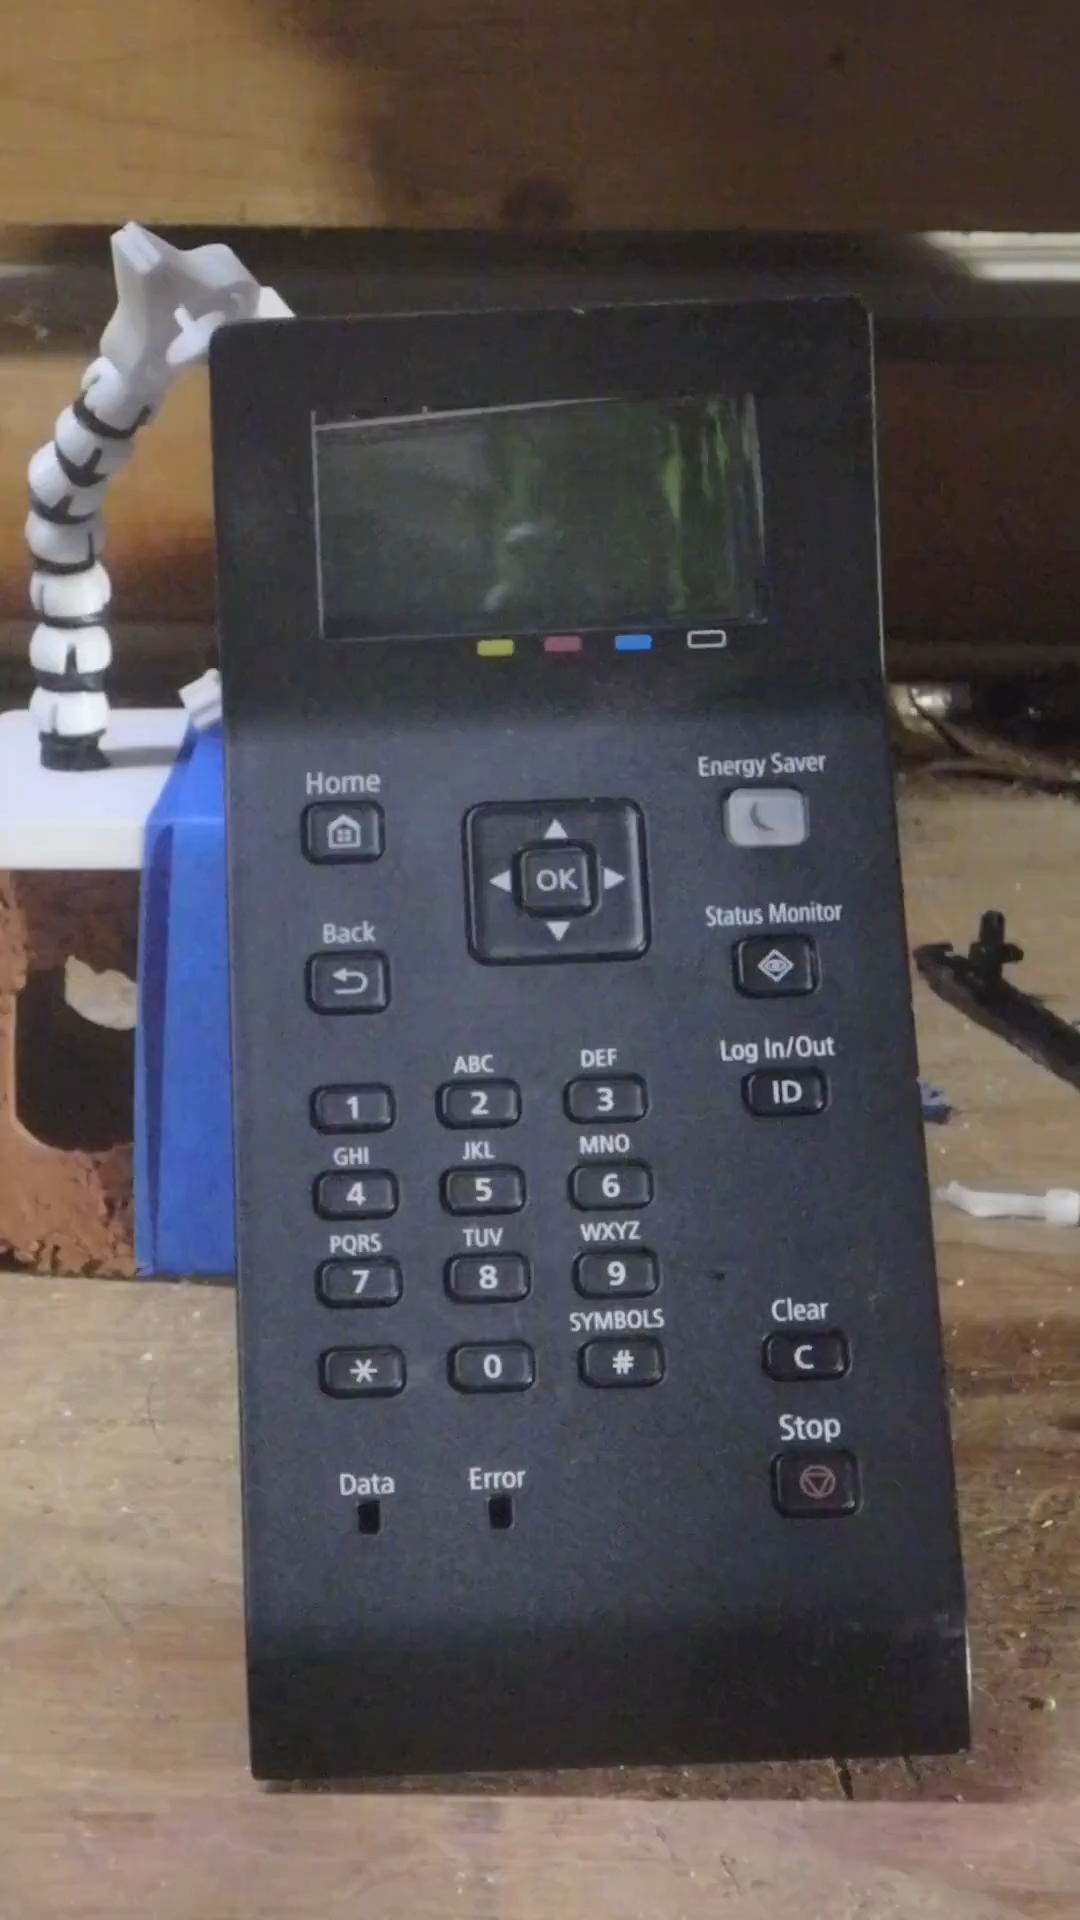 Home
Energy Saver
OK
Back
Status Monitor
Log In/Out
ID
ABC
DEF
1
2
3
GHI
JKL
MNO
4
5
6
PQRS
TUV
WXYZ
7
8
9
SYMBOLS
*
0
#
Clear
C
Stop
Data
Error